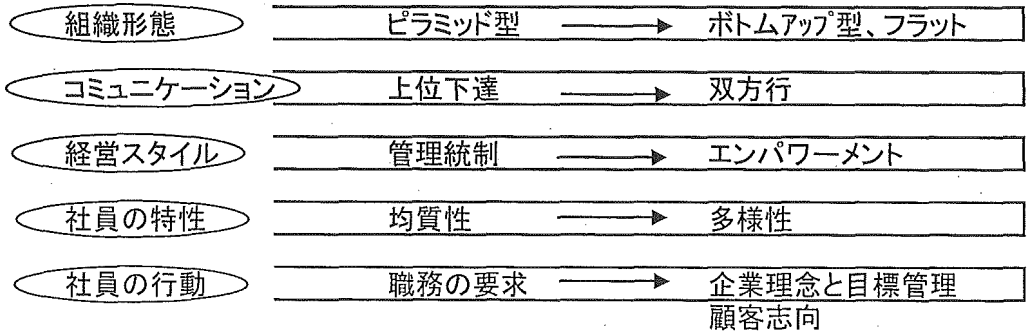 組織形態 ピラミッド型 → ボトムアップ型、フラット
コミュニケーション 上位下達 → 双方行
経営スタイル 管理統制 → エンパワーメント
社員の特性 均質性 → 多様性
社員の行動 職務の要求 → 企業理念と目標管理
顧客志向